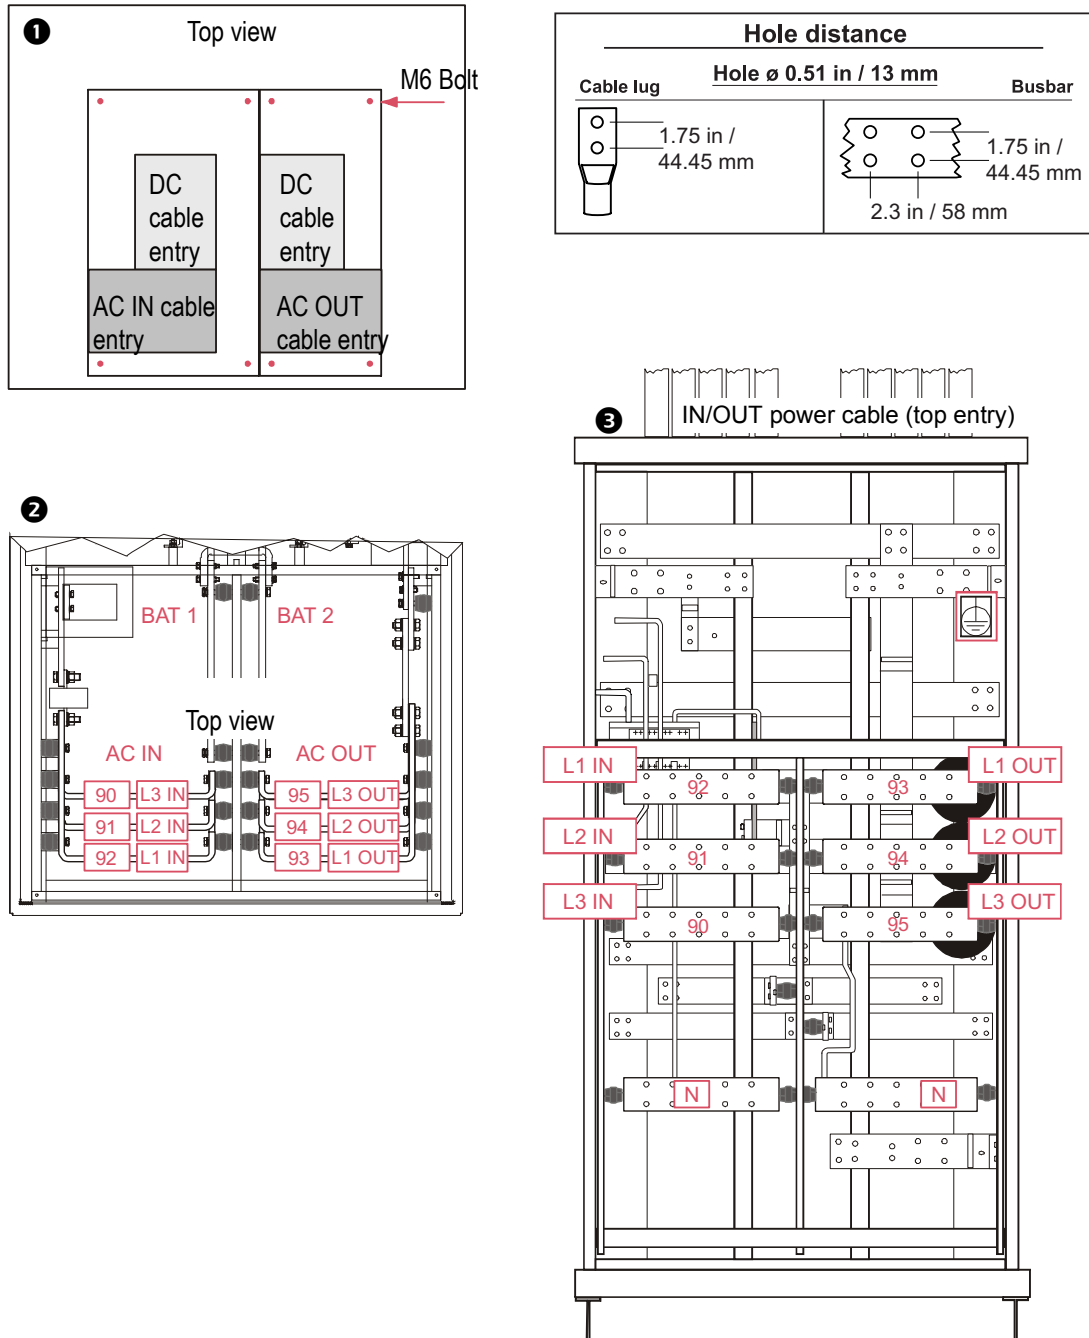 ❶
Top view
M6 Bolt
DC
cable
entry
DC
cable
entry
AC IN cable
entry
AC OUT
cable entry
Hole distance
Hole ø 0.51 in / 13 mm
Cable lug
Busbar
1.75 in /
44.45 mm
1.75 in /
44.45 mm
2.3 in / 58 mm
❷
BAT 1
BAT 2
Top view
AC IN
AC OUT
90 L3 IN
95 L3 OUT
91 L2 IN
94 L2 OUT
92 L1 IN
93 L1 OUT
❸
IN/OUT power cable (top entry)
L1 IN
92
93
L1 OUT
L2 IN
91
94
L2 OUT
L3 IN
90
95
L3 OUT
N
N